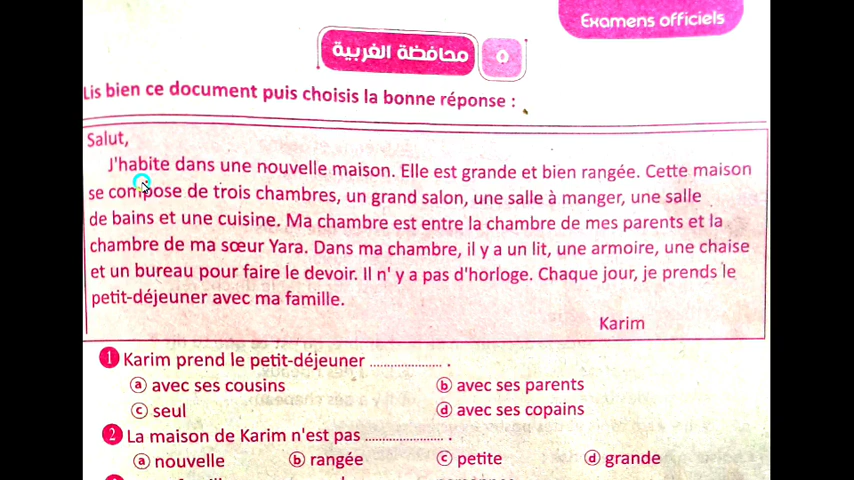 Examens officiels
محافظة الغربية ٥
Lis bien ce document puis choisis la bonne réponse :
Salut,
J'habite dans une nouvelle maison. Elle est grande et bien rangée. Cette maison
se compose de trois chambres, un grand salon, une salle à manger, une salle
de bains et une cuisine. Ma chambre est entre la chambre de mes parents et la
chambre de ma sœur Yara. Dans ma chambre, il y a un lit, une armoire, une chaise
et un bureau pour faire le devoir. Il n' y a pas d'horloge. Chaque jour, je prends le
petit-déjeuner avec ma famille.
Karim
1 Karim prend le petit-déjeuner .................... .
a avec ses cousins b avec ses parents
c seul d avec ses copains
2 La maison de Karim n'est pas .................... .
a nouvelle b rangée c petite d grande